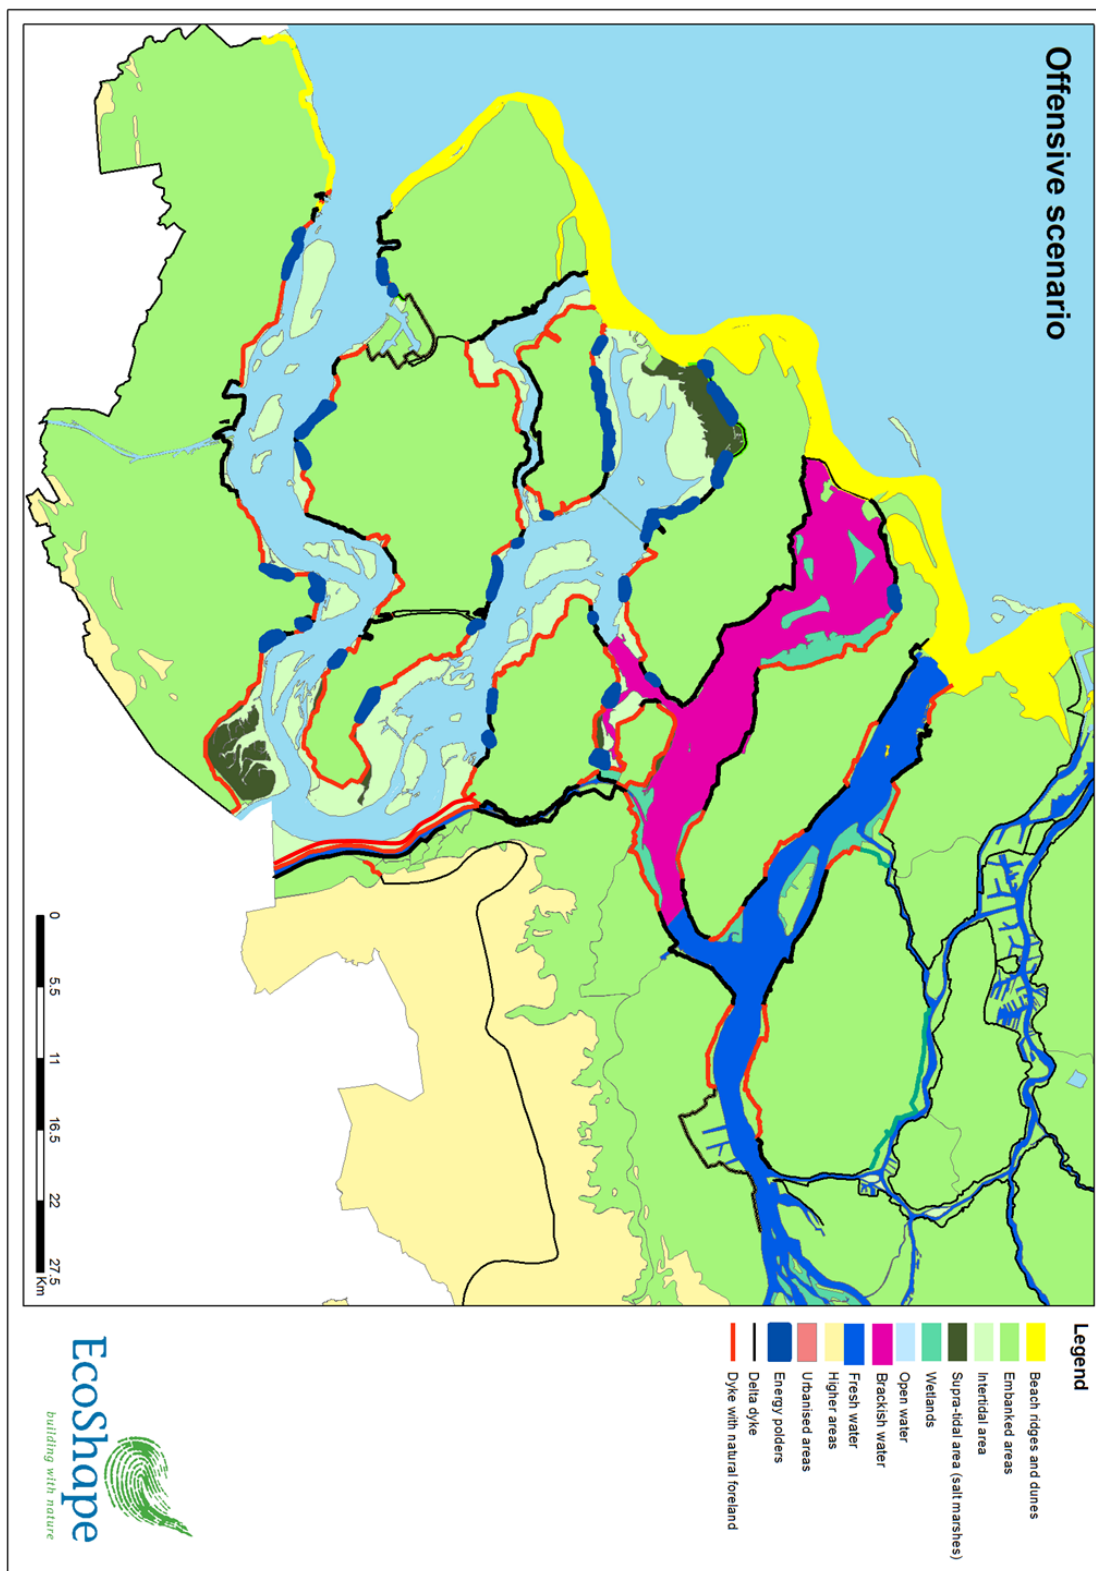 Offensive scenario
0 5.5 11 16.5 22 27.5
Km
Legend
Beach ridges and dunes
Embanked areas
Intertidal area
Supra-tidal area (salt marshes)
Wetlands
Open water
Brackish water
Fresh water
Higher areas
Urbanised areas
Energy polders
Delta dyke
Dyke with natural foreland
EcoShape
building with nature